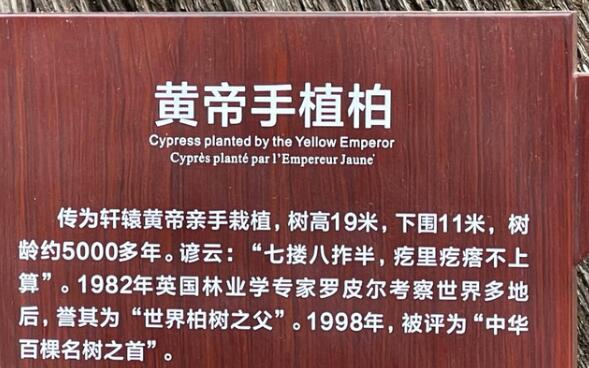 黄帝手植柏
Cypress planted by the Yellow Emperor
Cyprès planté par l'Empereur Jaune
传为轩辕黄帝亲手栽植，树高19米，下围11米，树
龄约5000多年。谚云：“七搂八拃半，疙里疙瘩不上
算”。1982年英国林业学专家罗皮尔考察世界多地
后，誉其为“世界柏树之父”。1998年，被评为“中华
百棵名树之首”。